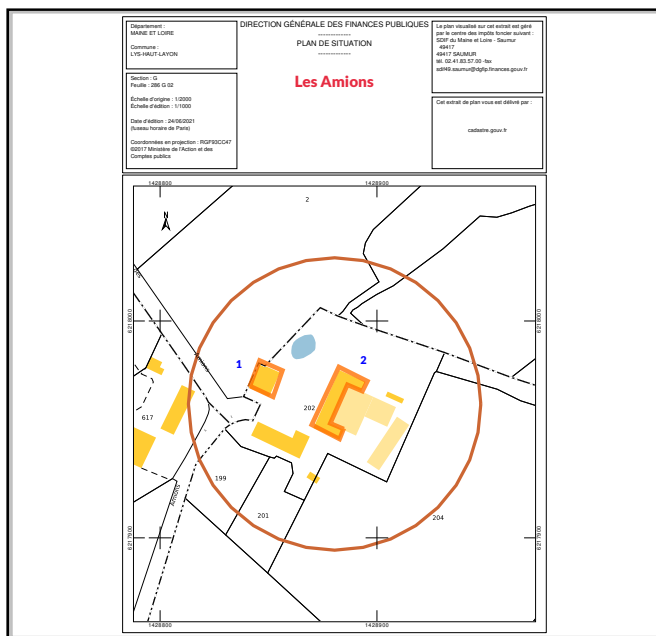 Département :
MAINE ET LOIRE
Commune :
LYS-HAUT-LAYON
Section : G
Feuille : 286 G 02
Échelle d'origine : 1/2000
Échelle d'édition : 1/1000
Date d'édition : 24/06/2021
(fuseau horaire de Paris)
Coordonnées en projection : RGF93CC47
©2017 Ministère de l'Action et des
Comptes publics
DIRECTION GÉNÉRALE DES FINANCES PUBLIQUES
-------------
PLAN DE SITUATION
-------------
Les Amions
Le plan visualisé sur cet extrait est géré
par le centre des impôts foncier suivant :
SDIF du Maine et Loire - Saumur
49417
49417 SAUMUR
tél. 02.41.83.57.00 -fax
sdif49.saumur@dgfip.finances.gouv.fr
Cet extrait de plan vous est délivré par :
cadastre.gouv.fr
1428800
1428900
2
N
6218000
6218000
1
2
202
617
199
201
204
Amions
6217900
6217900
1428800
1428900